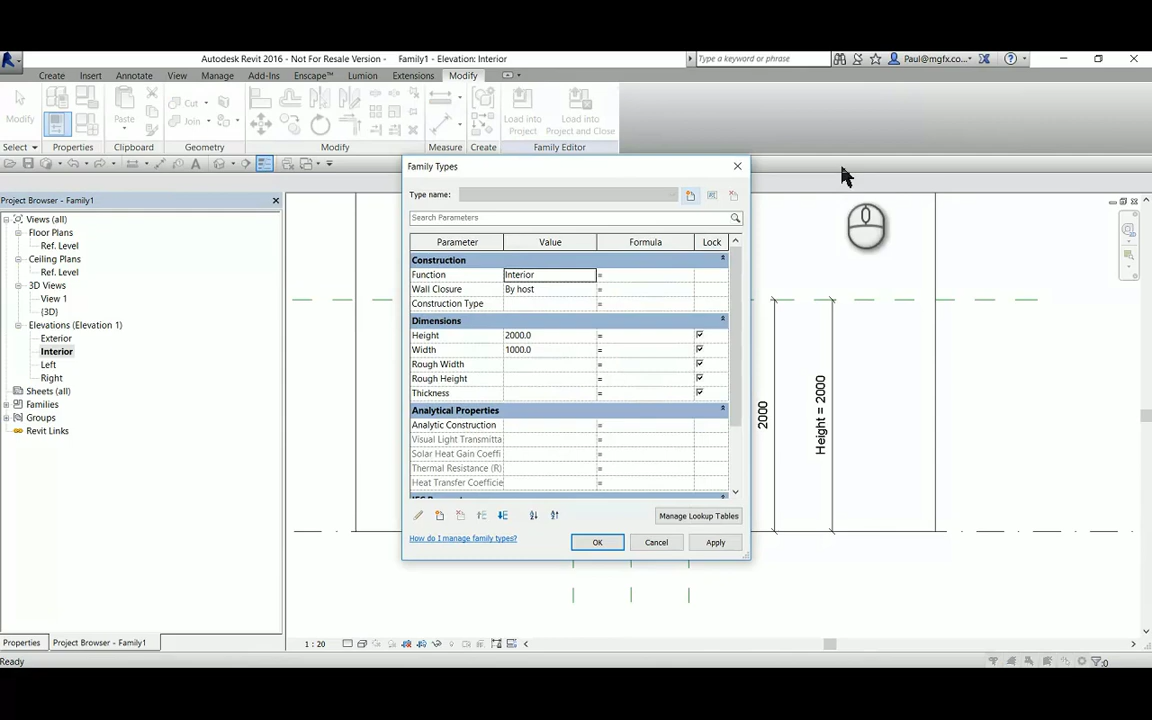 Autodesk Revit 2016 - Not For Resale Version - Family1 - Elevation: Interior
Type a keyword or phrase
Paul@mgfx.co...
Create Insert Annotate View Manage Add-Ins Enscape™ Lumion Extensions Modify
Modify
Paste
Cut
Join
Load into
Project
Load into
Project and Close
Select Properties Clipboard Geometry Modify Measure Create Family Editor
Project Browser - Family1
Views (all)
Floor Plans
Ref. Level
Ceiling Plans
Ref. Level
3D Views
View 1
{3D}
Elevations (Elevation 1)
Exterior
Interior
Left
Right
Sheets (all)
Families
Groups
Revit Links
Properties
Project Browser - Family1
Family Types
Type name:
Search Parameters
Parameter Value Formula Lock
Construction
Function Interior =
Wall Closure By host =
Construction Type =
Dimensions
Height 2000.0 =
Width 1000.0 =
Rough Width =
Rough Height =
Thickness =
Analytical Properties
Analytic Construction =
Visual Light Transmitta =
Solar Heat Gain Coeffi =
Thermal Resistance (R) =
Heat Transfer Coefficie =
Manage Lookup Tables
How do I manage family types?
OK Cancel Apply
2000
Height = 2000
1 : 20
Ready
:0